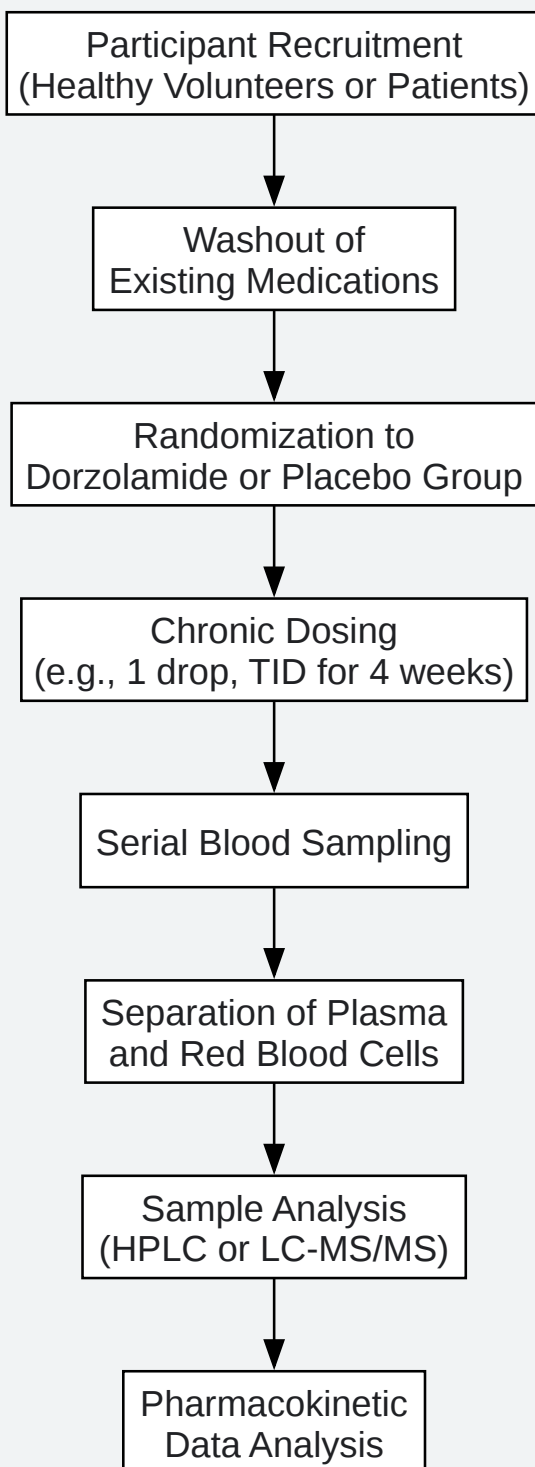 Participant Recruitment
(Healthy Volunteers or Patients)
Washout of
Existing Medications
Randomization to
Dorzolamide or Placebo Group
Chronic Dosing
(e.g., 1 drop, TID for 4 weeks)
Serial Blood Sampling
Separation of Plasma
and Red Blood Cells
Sample Analysis
(HPLC or LC-MS/MS)
Pharmacokinetic
Data Analysis